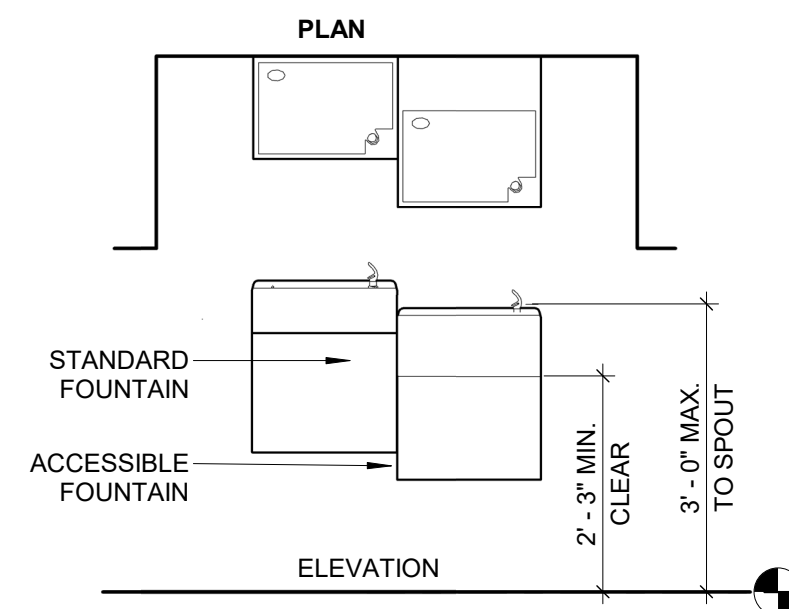 PLAN
STANDARD
FOUNTAIN
ACCESSIBLE
FOUNTAIN
2' - 3" MIN.
CLEAR
3' - 0" MAX.
TO SPOUT
ELEVATION